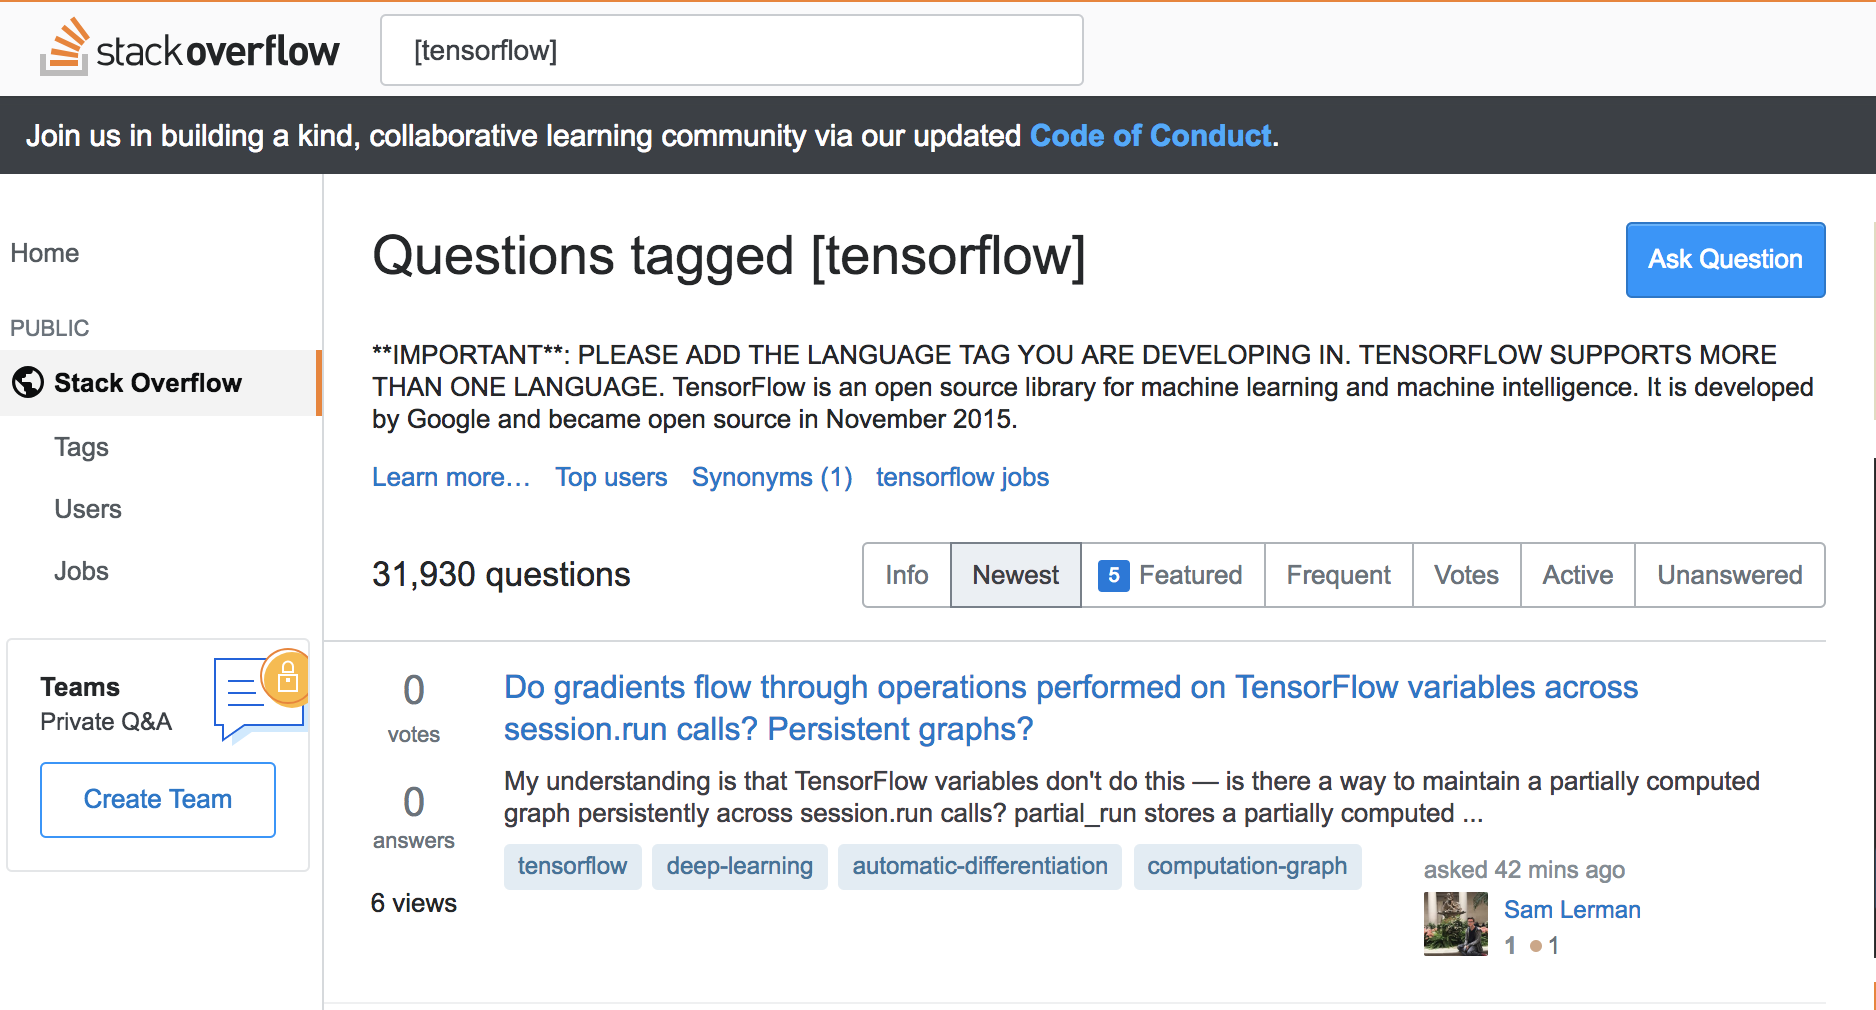 stackoverflow
[tensorflow]
Join us in building a kind, collaborative learning community via our updated Code of Conduct.
Home
PUBLIC
Stack Overflow
Tags
Users
Jobs
Teams
Private Q&A
Create Team
Questions tagged [tensorflow]
Ask Question
**IMPORTANT**: PLEASE ADD THE LANGUAGE TAG YOU ARE DEVELOPING IN. TENSORFLOW SUPPORTS MORE
THAN ONE LANGUAGE. TensorFlow is an open source library for machine learning and machine intelligence. It is developed
by Google and became open source in November 2015.
Learn more… Top users Synonyms (1) tensorflow jobs
31,930 questions
Info Newest 5 Featured Frequent Votes Active Unanswered
0
votes
0
answers
6 views
Do gradients flow through operations performed on TensorFlow variables across
session.run calls? Persistent graphs?
My understanding is that TensorFlow variables don't do this — is there a way to maintain a partially computed
graph persistently across session.run calls? partial_run stores a partially computed ...
tensorflow deep-learning automatic-differentiation computation-graph
asked 42 mins ago
Sam Lerman
1 ●1